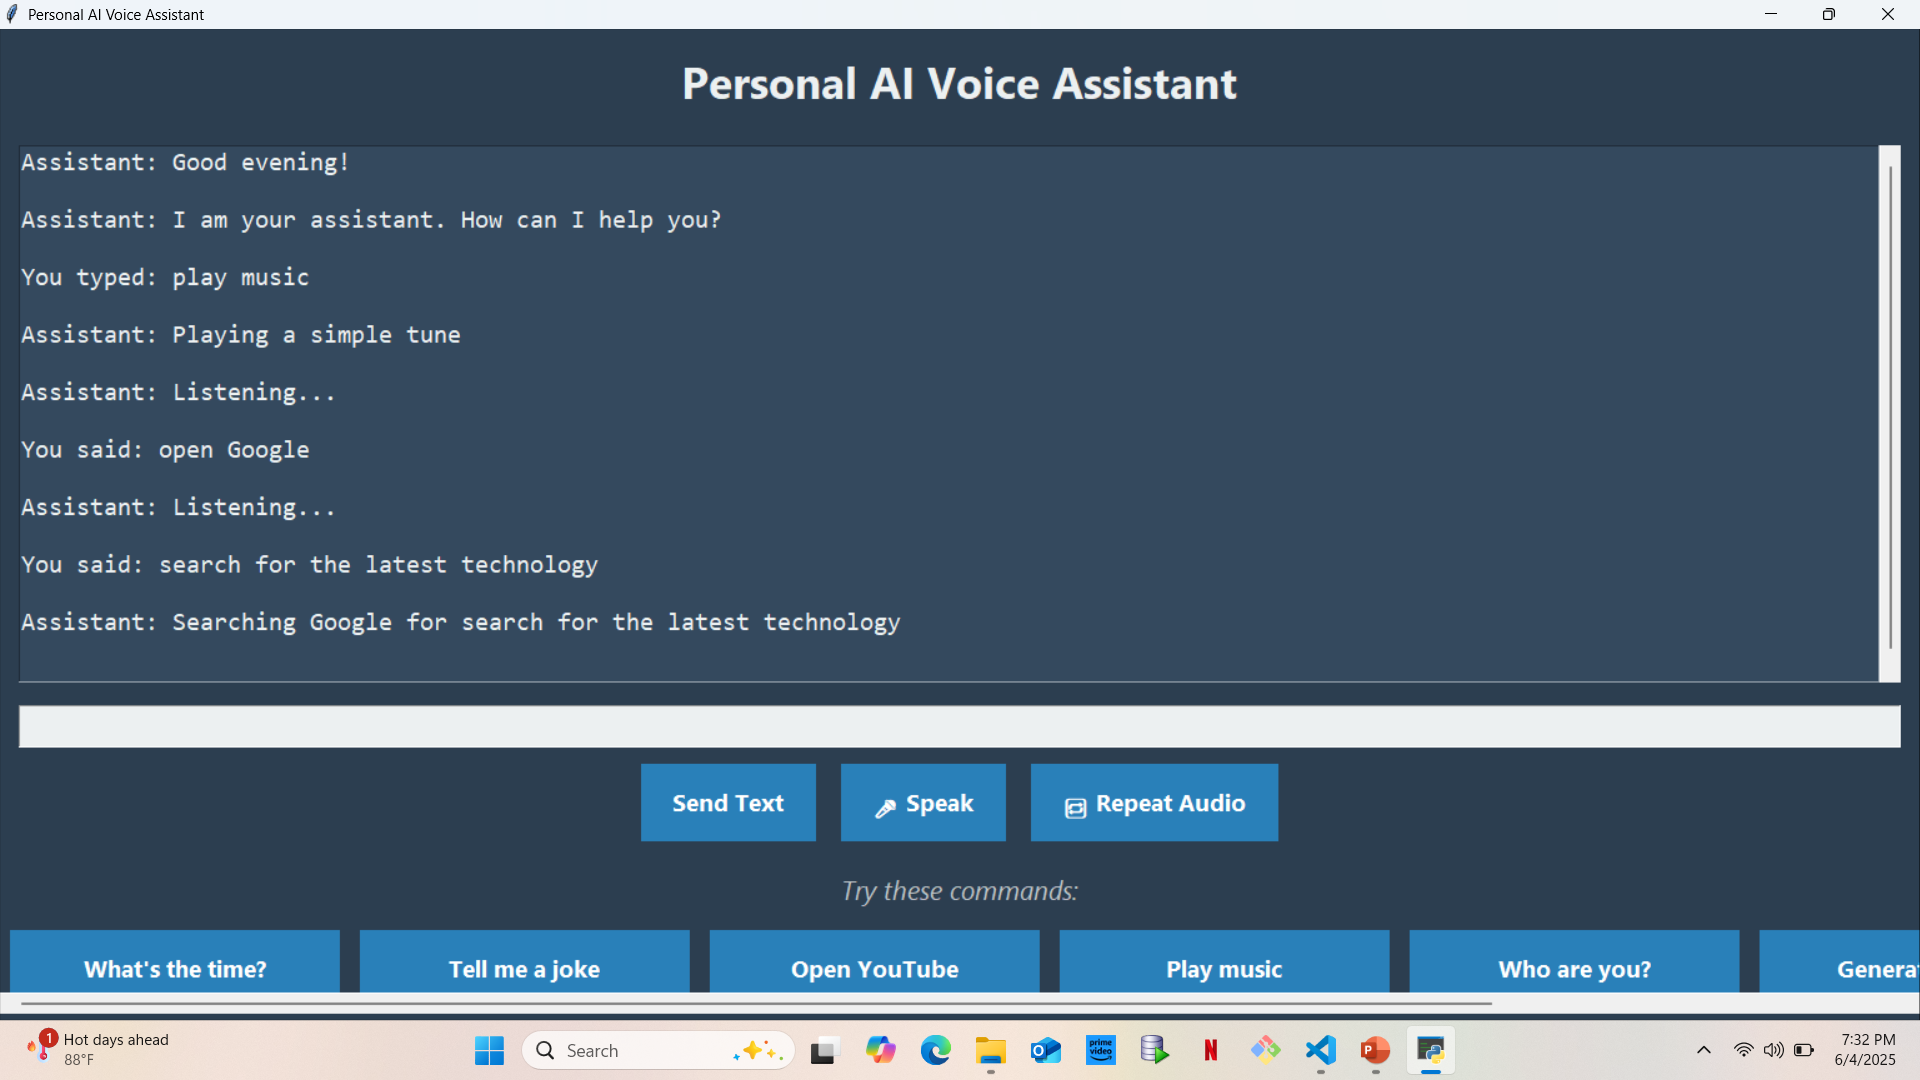 Personal AI Voice Assistant
Personal AI Voice Assistant
Assistant: Good evening!
Assistant: I am your assistant. How can I help you?
You typed: play music
Assistant: Playing a simple tune
Assistant: Listening...
You said: open Google
Assistant: Listening...
You said: search for the latest technology
Assistant: Searching Google for search for the latest technology
Send Text
Speak
Repeat Audio
Try these commands:
What's the time?
Tell me a joke
Open YouTube
Play music
Who are you?
Genera
1
Hot days ahead
88°F
Search
prime video
7:32 PM
6/4/2025